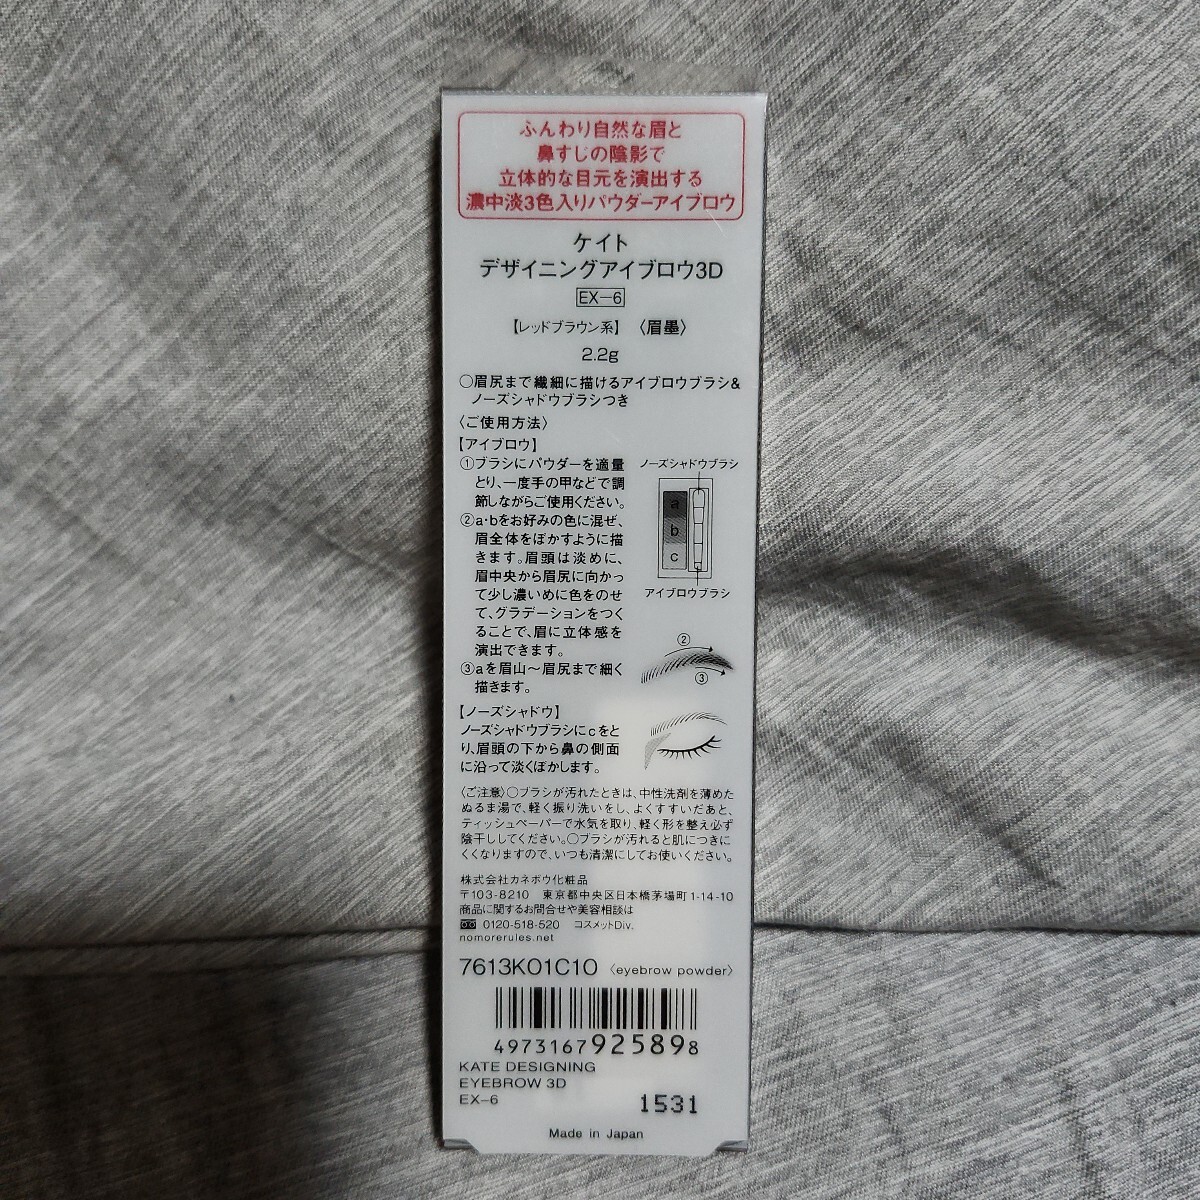 ふんわり自然な眉と
鼻すじの陰影で
立体的な目元を演出する
濃中淡3色入りパウダーアイブロウ
ケイト
デザイニングアイブロウ3D
EX-6
【レッドブラウン系】〈眉墨〉
2.2g
○眉尻まで繊細に描けるアイブロウブラシ&
ノーズシャドウブラシつき
〈ご使用方法〉
【アイブロウ】
①ブラシにパウダーを適量
とり、一度手の甲などで調
節しながらご使用ください。
②a・bをお好みの色に混ぜ、
眉全体をぼかすように描
きます。眉頭は淡めに、
眉中央から眉尻に向かっ
て少し濃いめに色をのせ
て、グラデーションをつく
ることで、眉に立体感を
演出できます。
③aを眉山〜眉尻まで細く
描きます。
ノーズシャドウブラシ
a
b
c
アイブロウブラシ
②
③
【ノーズシャドウ】
ノーズシャドウブラシにcをと
り、眉頭の下から鼻の側面
に沿って淡くぼかします。
〈ご注意〉○ブラシが汚れたときは、中性洗剤を薄めた
ぬるま湯で、軽く振り洗いをし、よくすすいだあと、
ティッシュペーパーで水気を取り、軽く形を整え必ず
陰干ししてください。○ブラシが汚れると肌につきに
くくなりますので、いつも清潔にしてお使いください。
株式会社カネボウ化粧品
〒103-8210 東京都中央区日本橋茅場町1-14-10
商品に関するお問合せや美容相談は
0120-518-520 コスメットDiv.
nomorerules.net
7613K01C10 〈eyebrow powder〉
4973167925898
KATE DESIGNING
EYEBROW 3D
EX-6
1531
Made in Japan